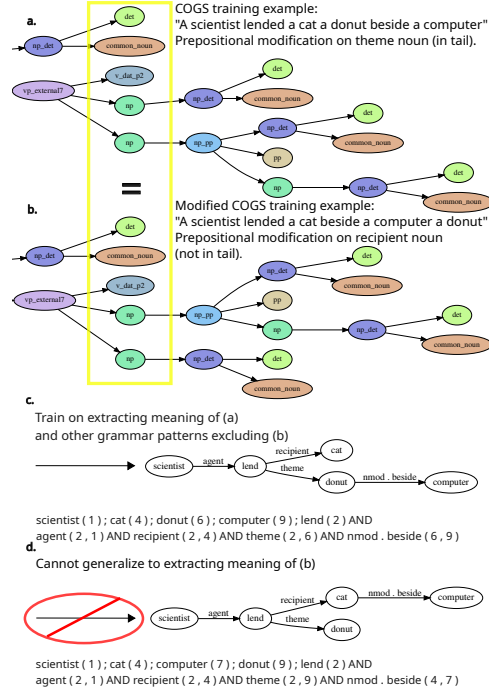 a.
COGS training example:
"A scientist lended a cat a donut beside a computer"
Prepositional modification on theme noun (in tail).
det
np_det
common_noun
vp_external7
v_dat_p2
np
np_det
det
common_noun
np
np_pp
np_det
det
common_noun
pp
np
np_det
det
common_noun
=
b.
Modified COGS training example:
"A scientist lended a cat beside a computer a donut"
Prepositional modification on recipient noun
(not in tail).
det
np_det
common_noun
vp_external7
v_dat_p2
np
np_pp
np_det
det
common_noun
pp
np
np_det
det
common_noun
np
np_det
det
common_noun
c.
Train on extracting meaning of (a)
and other grammar patterns excluding (b)
scientist
agent
lend
recipient
cat
theme
donut
nmod . beside
computer
scientist ( 1 ) ; cat ( 4 ) ; donut ( 6 ) ; computer ( 9 ) ; lend ( 2 ) AND
agent ( 2 , 1 ) AND recipient ( 2 , 4 ) AND theme ( 2 , 6 ) AND nmod . beside ( 6 , 9 )
d.
Cannot generalize to extracting meaning of (b)
scientist
agent
lend
recipient
cat
nmod . beside
computer
theme
donut
scientist ( 1 ) ; cat ( 4 ) ; computer ( 7 ) ; donut ( 9 ) ; lend ( 2 ) AND
agent ( 2 , 1 ) AND recipient ( 2 , 4 ) AND theme ( 2 , 9 ) AND nmod . beside ( 4 , 7 )